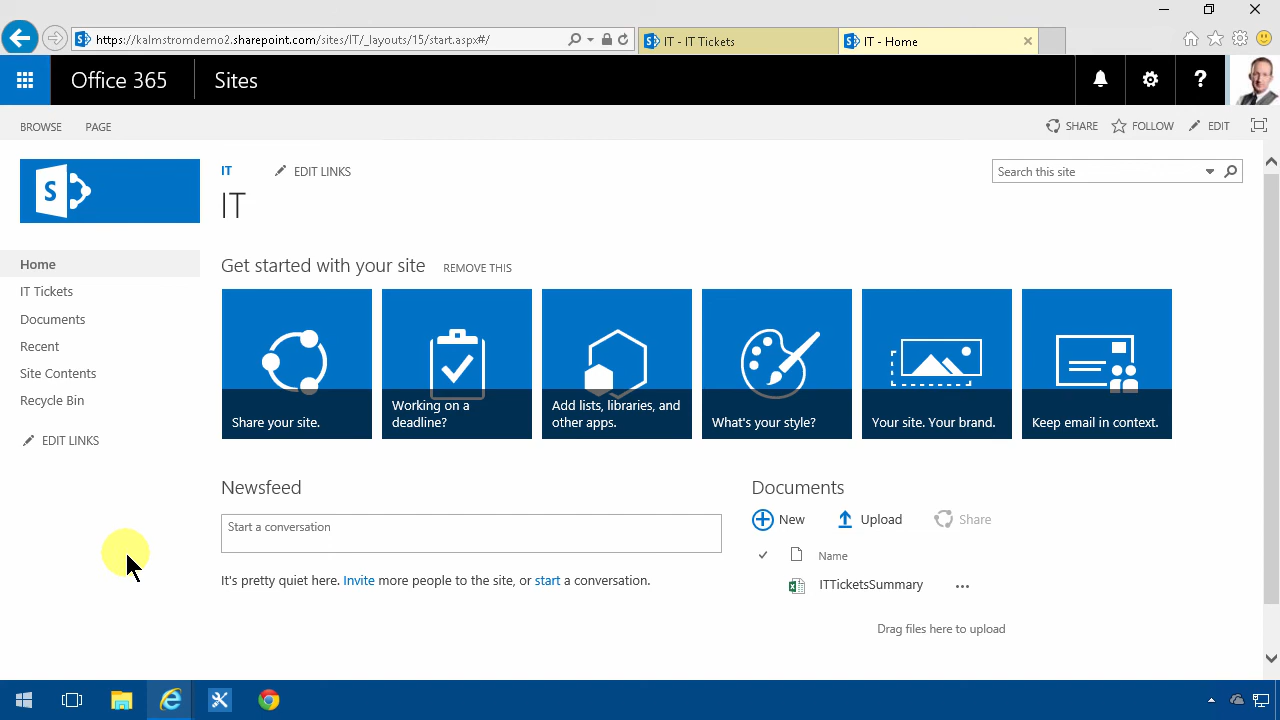 https://kalmstromdemo2.sharepoint.com/sites/IT/_layouts/15/start.aspx#/
IT - IT Tickets
IT - Home
Office 365
Sites
?
BROWSE
PAGE
SHARE
FOLLOW
EDIT
S
IT
EDIT LINKS
Search this site
IT
Home
IT Tickets
Documents
Recent
Site Contents
Recycle Bin
EDIT LINKS
Get started with your site
REMOVE THIS
Share your site.
Working on a
deadline?
Add lists, libraries, and
other apps.
What's your style?
Your site. Your brand.
Keep email in context.
Newsfeed
Start a conversation
It's pretty quiet here. Invite more people to the site, or start a conversation.
Documents
New
Upload
Share
Name
ITTicketsSummary
...
Drag files here to upload